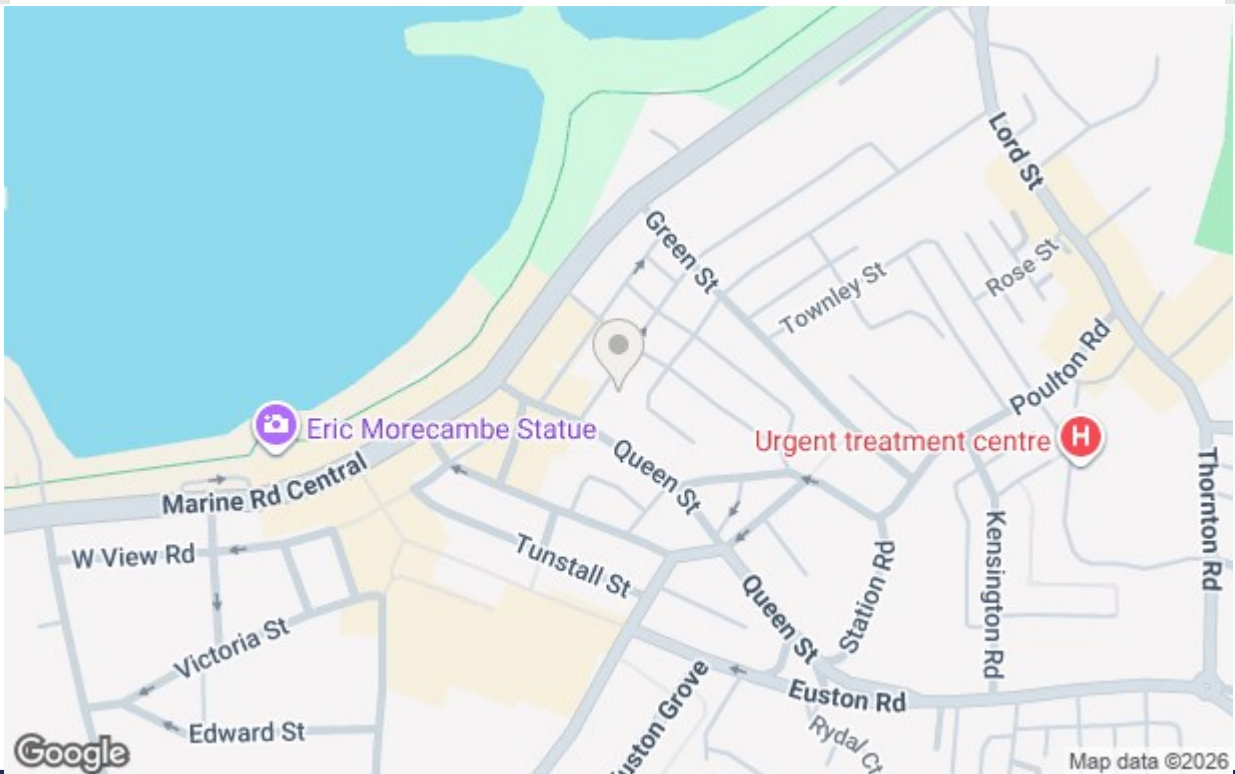 Lord St
Green St
Rose St
Townley St
Poulton Rd
Eric Morecambe Statue
Urgent treatment centre
H
Queen St
Marine Rd Central
Thornton Rd
W View Rd
Tunstall St
Kensington Rd
Station Rd
Queen St
Victoria St
Euston Rd
Edward St
uston Grove
Rydal Ct
Google
Map data ©2026